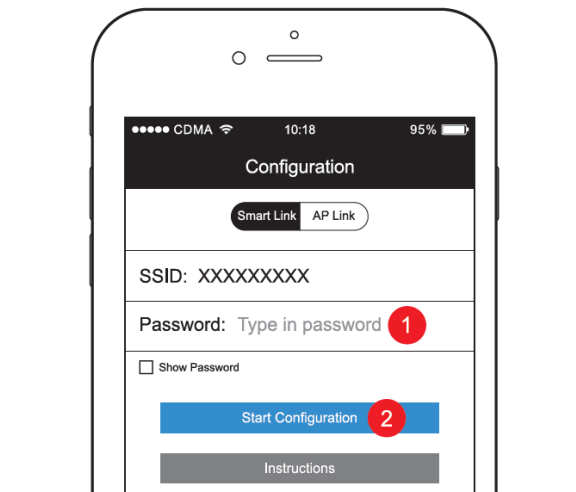 CDMA 10:18 95%
Configuration
Smart Link AP Link
SSID: XXXXXXXXX
Password: Type in password 1
Show Password
Start Configuration 2
Instructions